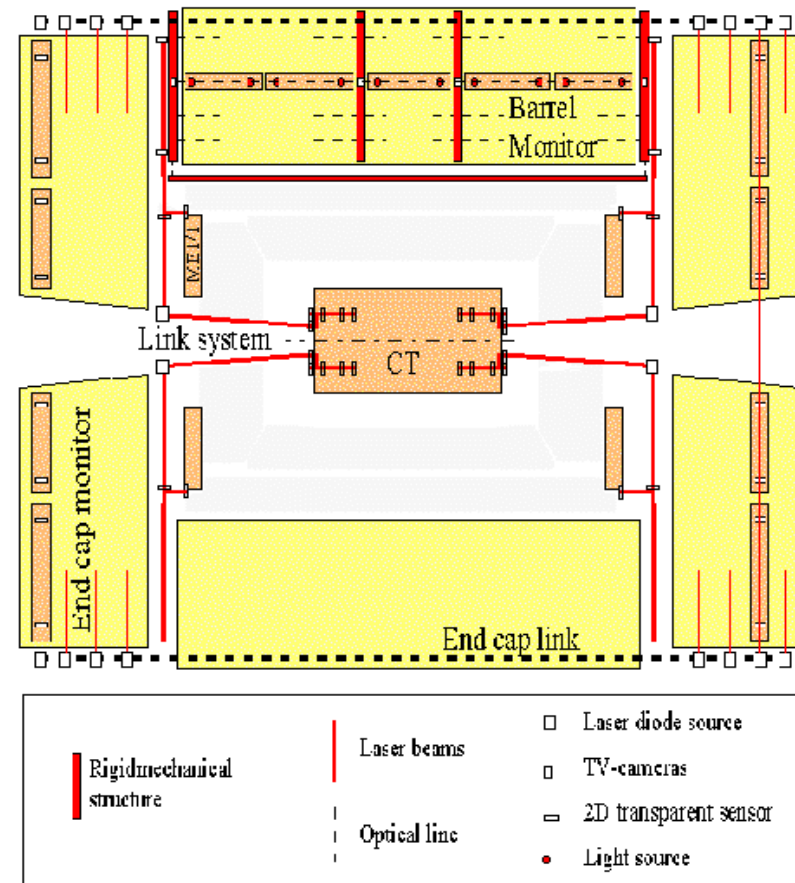 Barrel
Monitor
ME1/1
Link system
CT
End cap monitor
End cap link
Rigidmechanical
structure
Laser beams
Optical line
Laser diode source
TV-cameras
2D transparent sensor
Light source